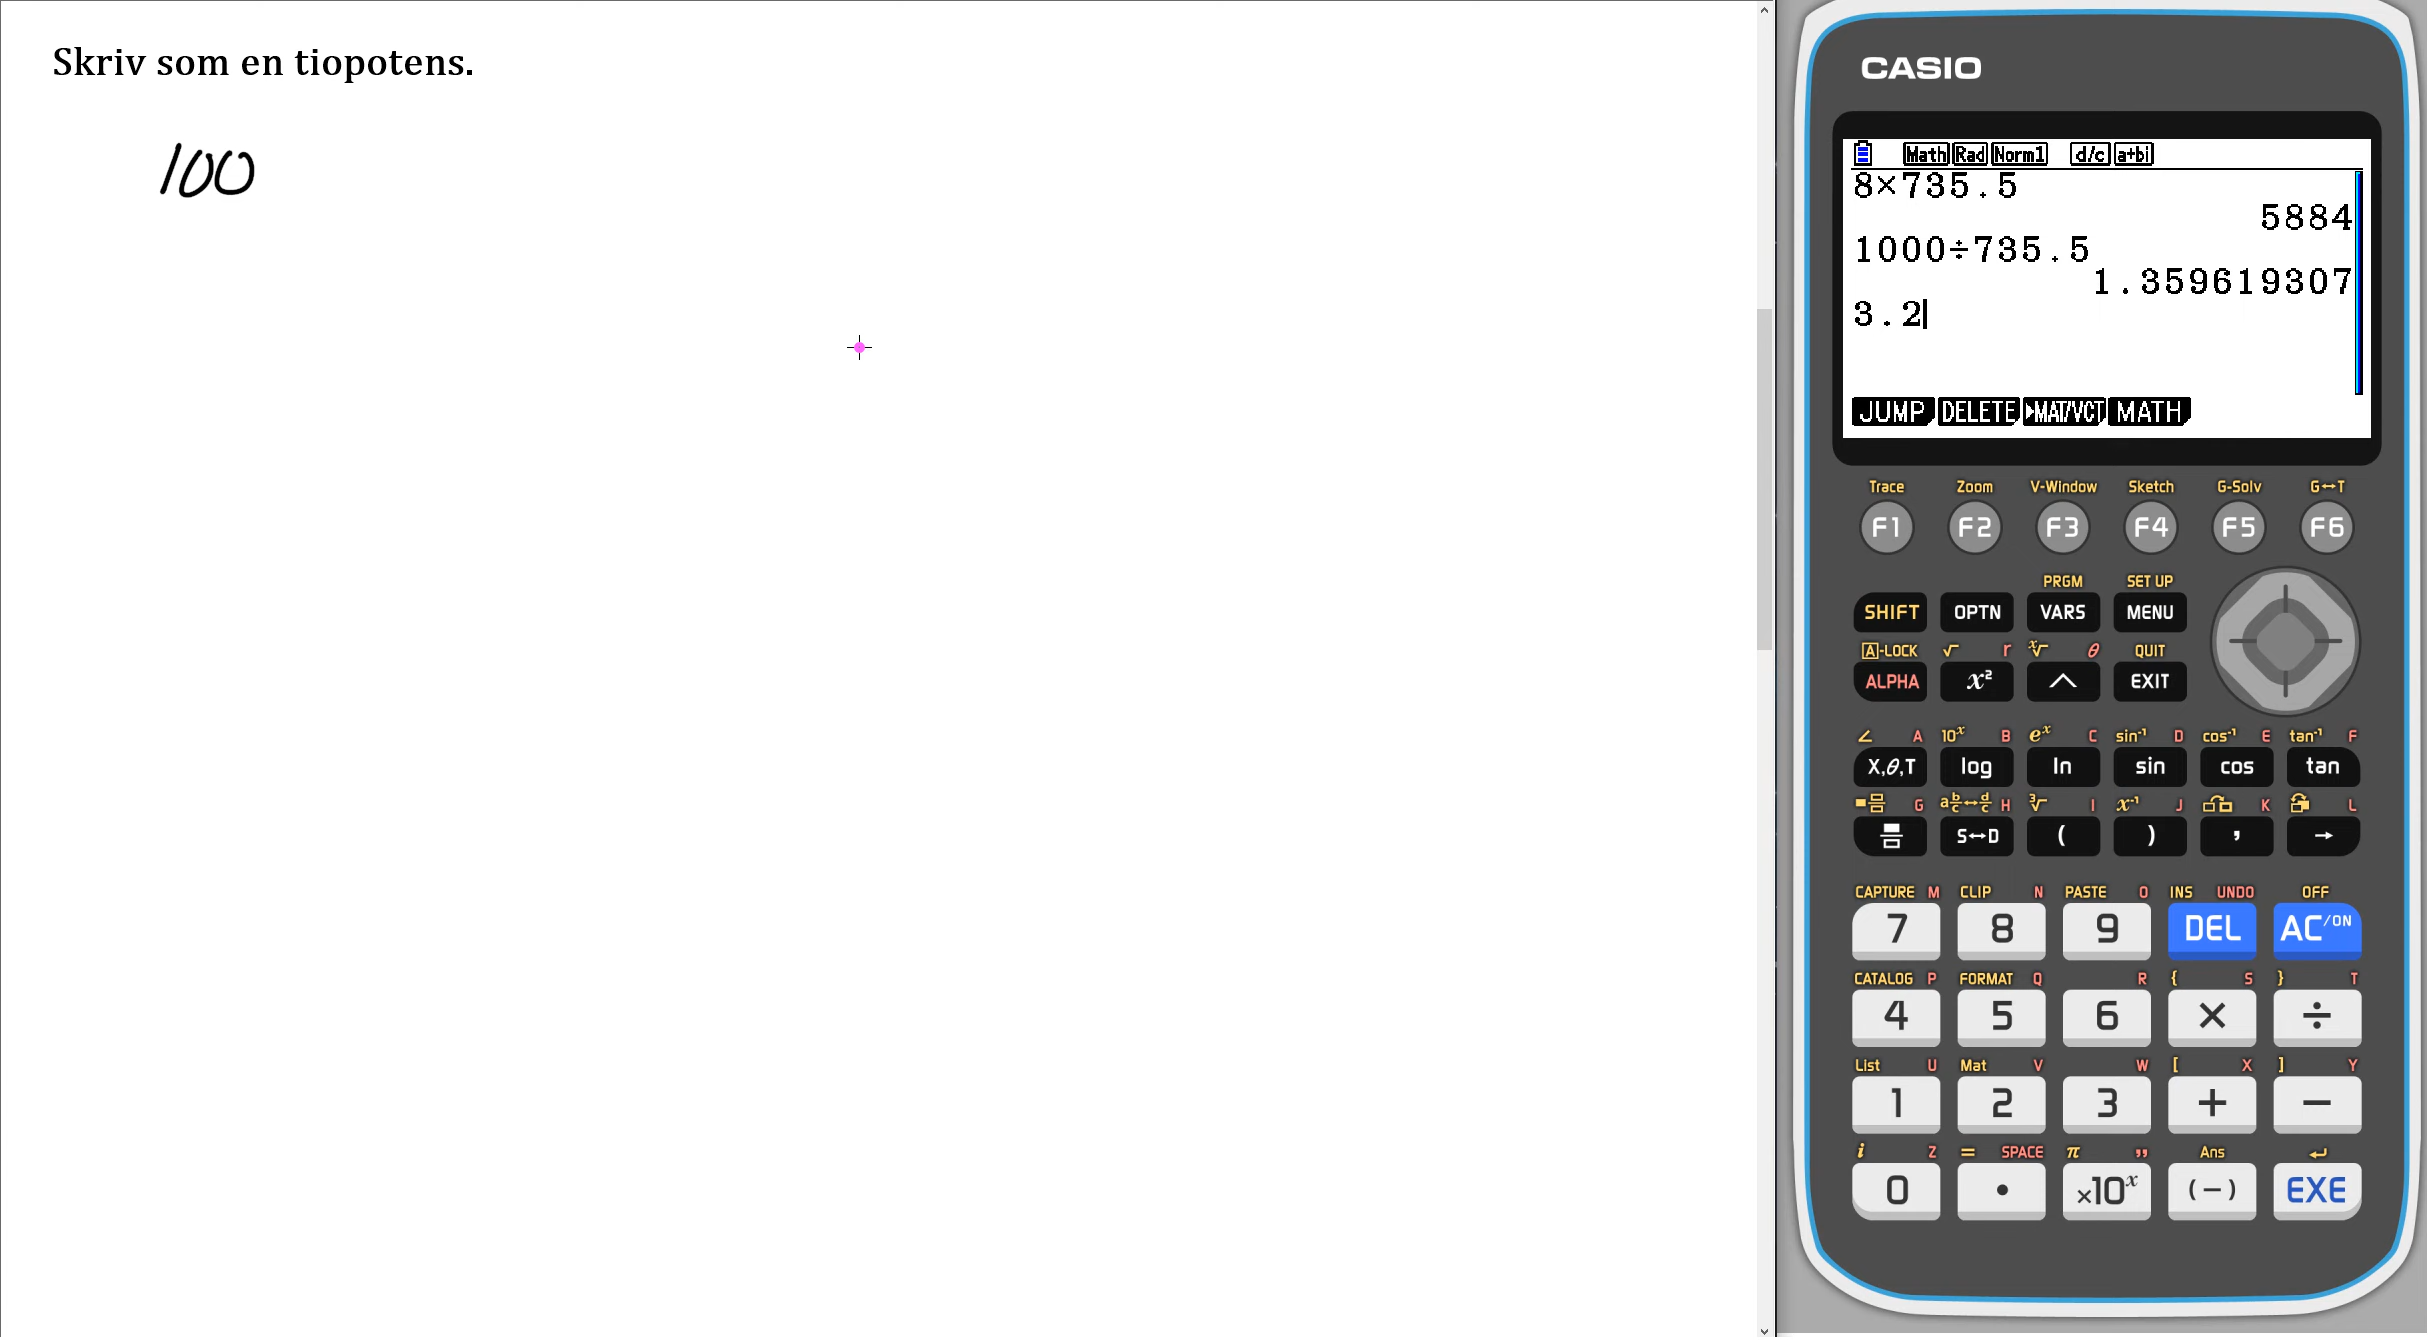 Skriv som en tiopotens.
100
CASIO
Math Rad Norm1 d/c a+bi
8×735.5
5884
1000÷735.5
1.359619307
3.2
JUMP DELETE ▶MAT/VCT MATH
Trace Zoom V-Window Sketch G-Solv G↔T
F1 F2 F3 F4 F5 F6
PRGM SET UP
SHIFT OPTN VARS MENU
A-LOCK √ r ˣ√ θ QUIT
ALPHA x² ^ EXIT
∠ A 10ˣ B eˣ C sin⁻¹ D cos⁻¹ E tan⁻¹ F
X,θ,T log ln sin cos tan
G a b/c↔d/c H ³√ I x⁻¹ J K L
S↔D ( ) , →
CAPTURE M CLIP N PASTE O INS UNDO OFF
7 8 9 DEL AC/ON
CATALOG P FORMAT Q R { S } T
4 5 6 × ÷
List U Mat V W [ X ] Y
1 2 3 + −
i Z = SPACE π " Ans ↵
0 • ×10ˣ (−) EXE